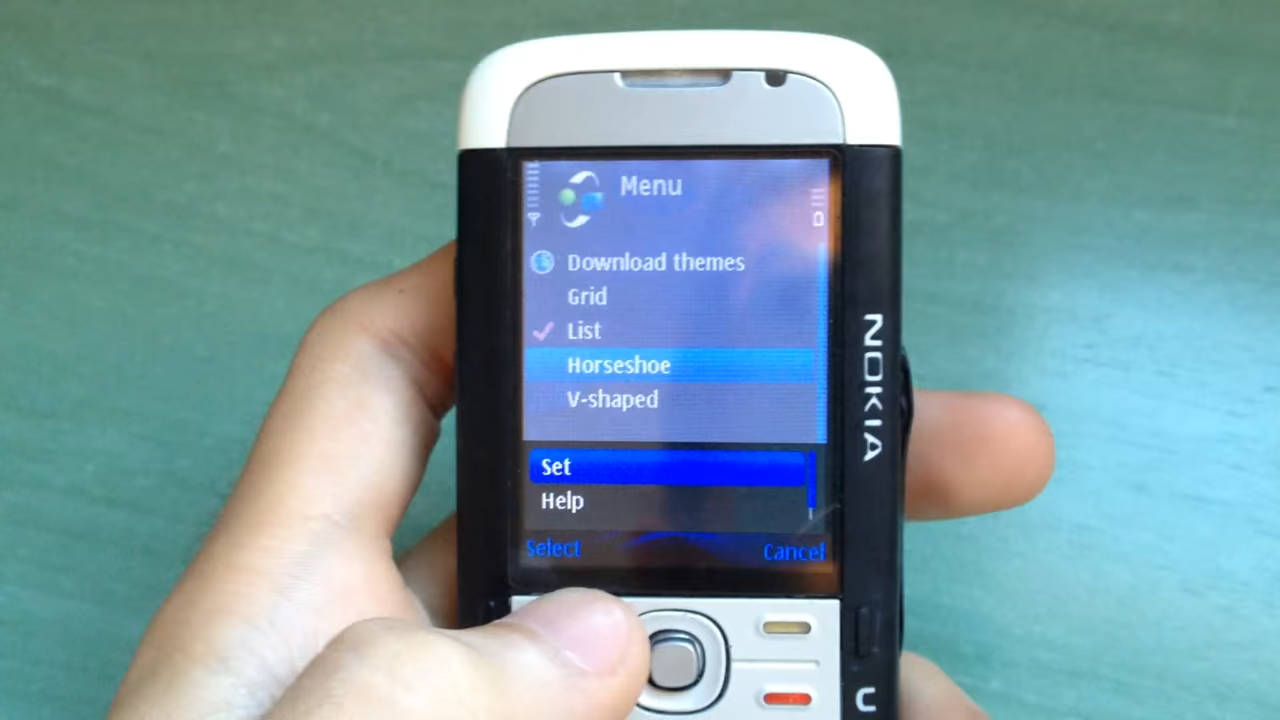 Menu
Download themes
Grid
List
Horseshoe
V-shaped
Set
Help
Select
Cancel
NOKIA
C